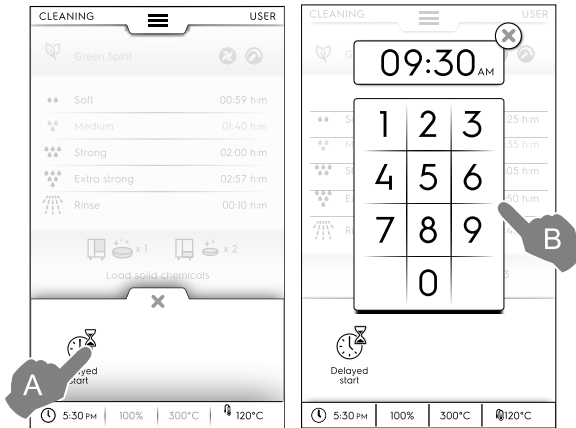 CLEANING USER
Green Spirit
Soft 00:59 h:m
Medium 01:40 h:m
Strong 02:00 h:m
Extra strong 02:57 h:m
Rinse 00:10 h:m
x 1 x 2
Load solid chemicals
A
start
5:30 PM 100% 300°C 120°C
CLEANING USER
09:30 AM
1 2 3
4 5 6
7 8 9
0
B
Delayed
start
5:30 PM 100% 300°C 120°C